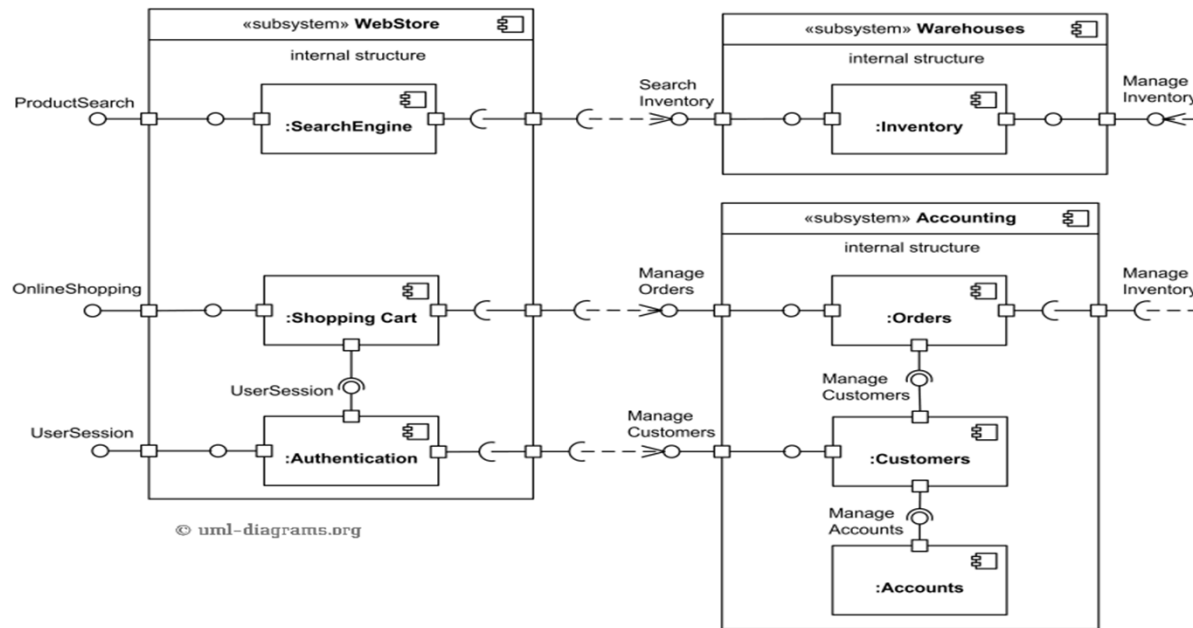 «subsystem» WebStore
internal structure
ProductSearch
:SearchEngine
OnlineShopping
:Shopping Cart
UserSession
UserSession
:Authentication
© uml-diagrams.org
Search
Inventory
«subsystem» Warehouses
internal structure
:Inventory
Manage
Inventory
«subsystem» Accounting
internal structure
Manage
Orders
:Orders
Manage
Inventory
Manage
Customers
Manage
Customers
:Customers
Manage
Accounts
:Accounts